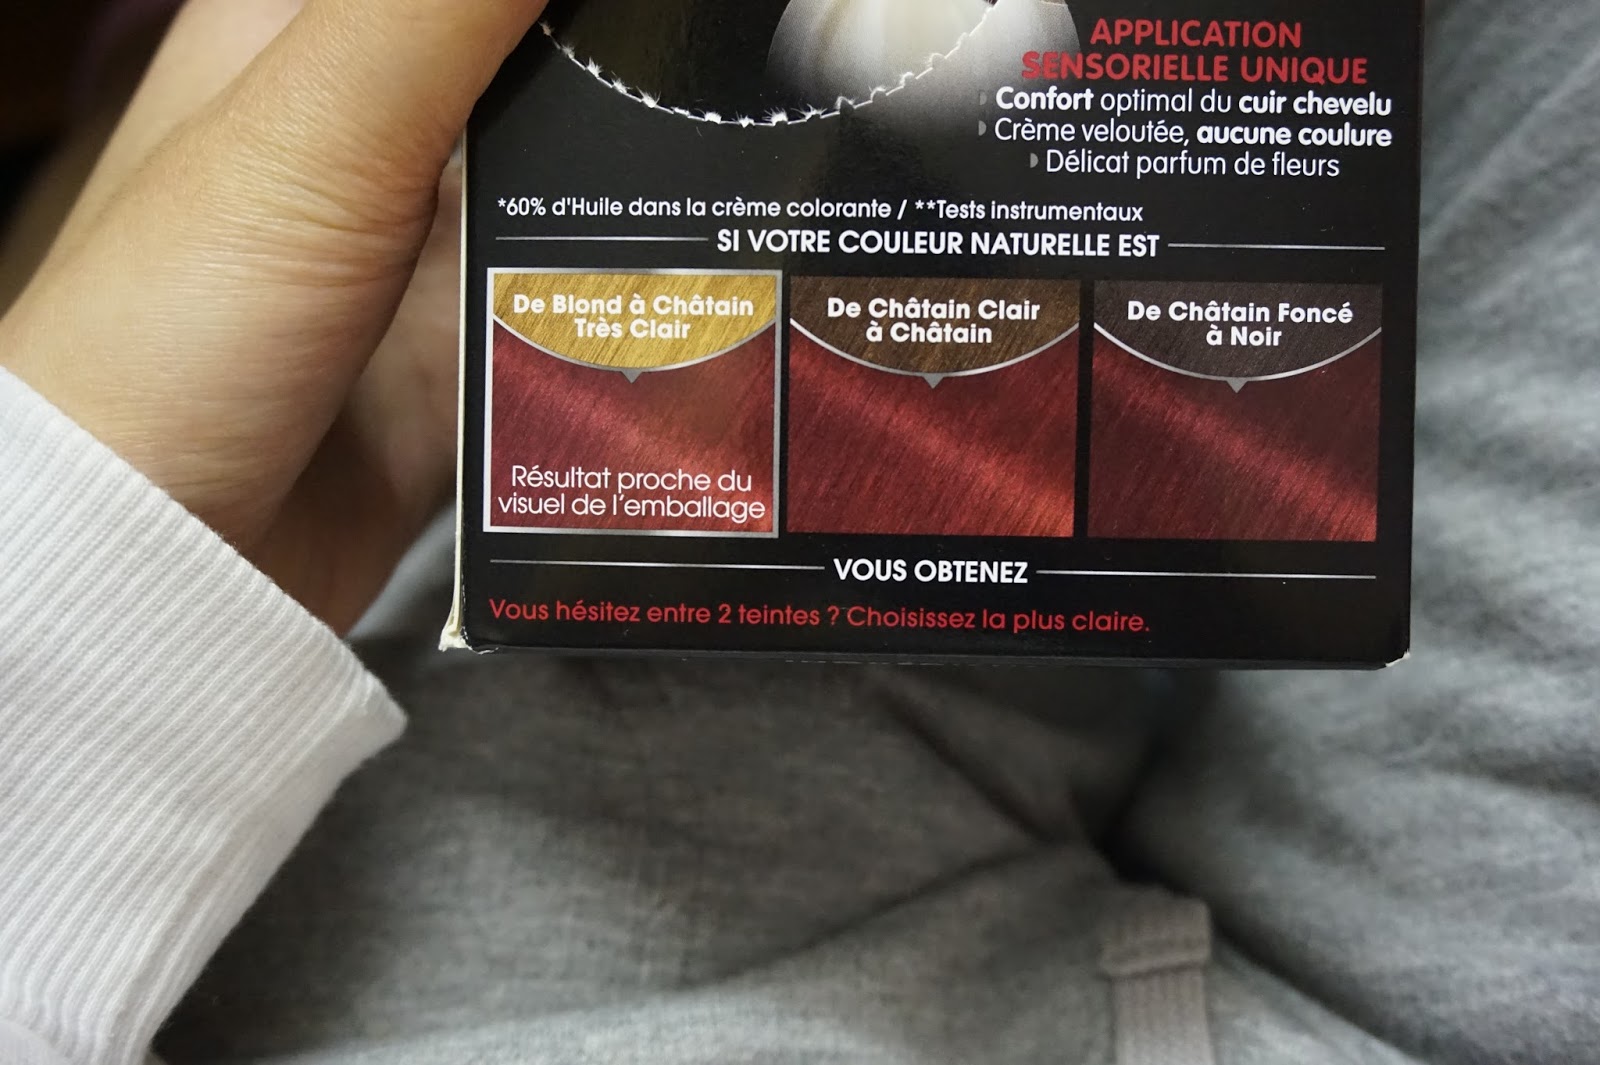 APPLICATION
SENSORIELLE UNIQUE
Confort optimal du cuir chevelu
Crème veloutée, aucune coulure
Délicat parfum de fleurs
*60% d'Huile dans la crème colorante / **Tests instrumentaux
SI VOTRE COULEUR NATURELLE EST
De Blond à Châtain
Très Clair
De Châtain Clair
à Châtain
De Châtain Foncé
à Noir
Résultat proche du
visuel de l'emballage
VOUS OBTENEZ
Vous hésitez entre 2 teintes ? Choisissez la plus claire.